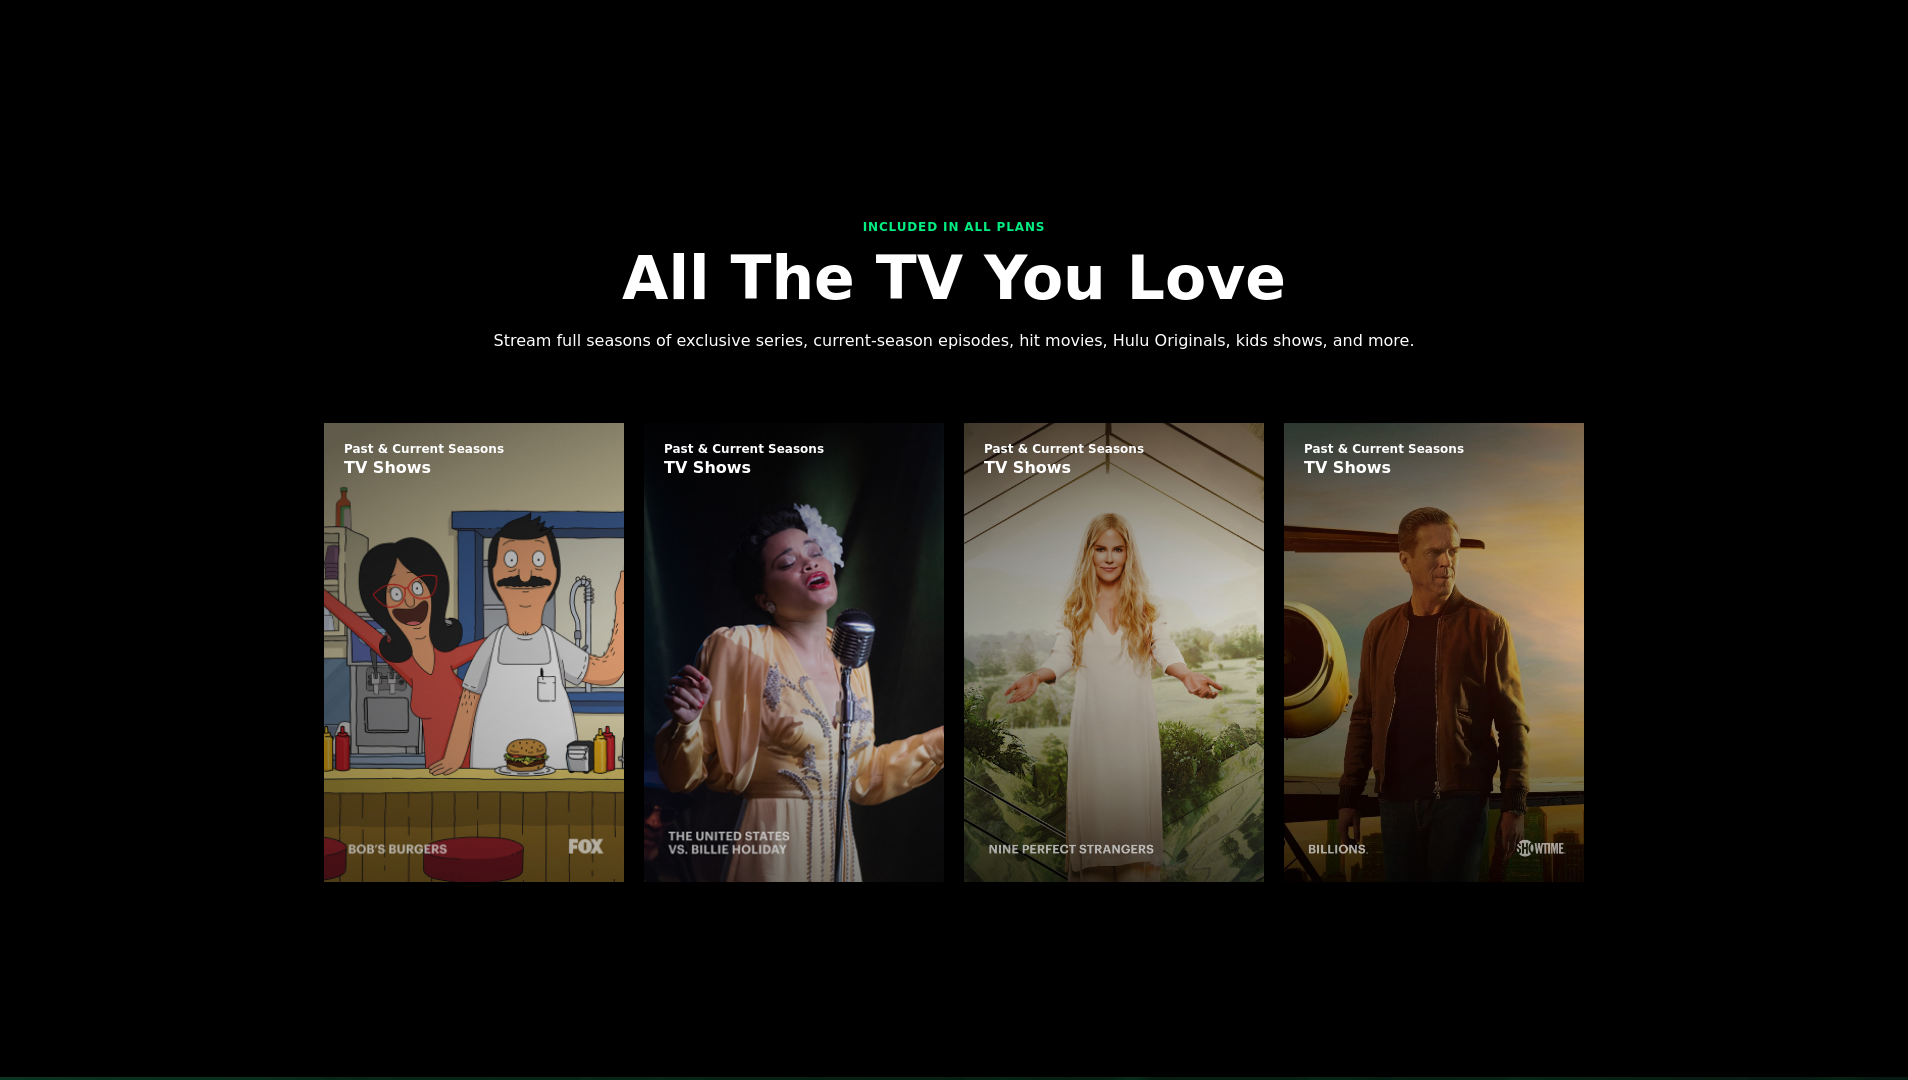 INCLUDED IN ALL PLANS
All The TV You Love
Stream full seasons of exclusive series, current-season episodes, hit movies, Hulu Originals, kids shows, and more.
Past & Current Seasons
TV Shows
BOB'S BURGERS
FOX
Past & Current Seasons
TV Shows
THE UNITED STATES
VS. BILLIE HOLIDAY
Past & Current Seasons
TV Shows
NINE PERFECT STRANGERS
Past & Current Seasons
TV Shows
BILLIONS.
SHOWTIME